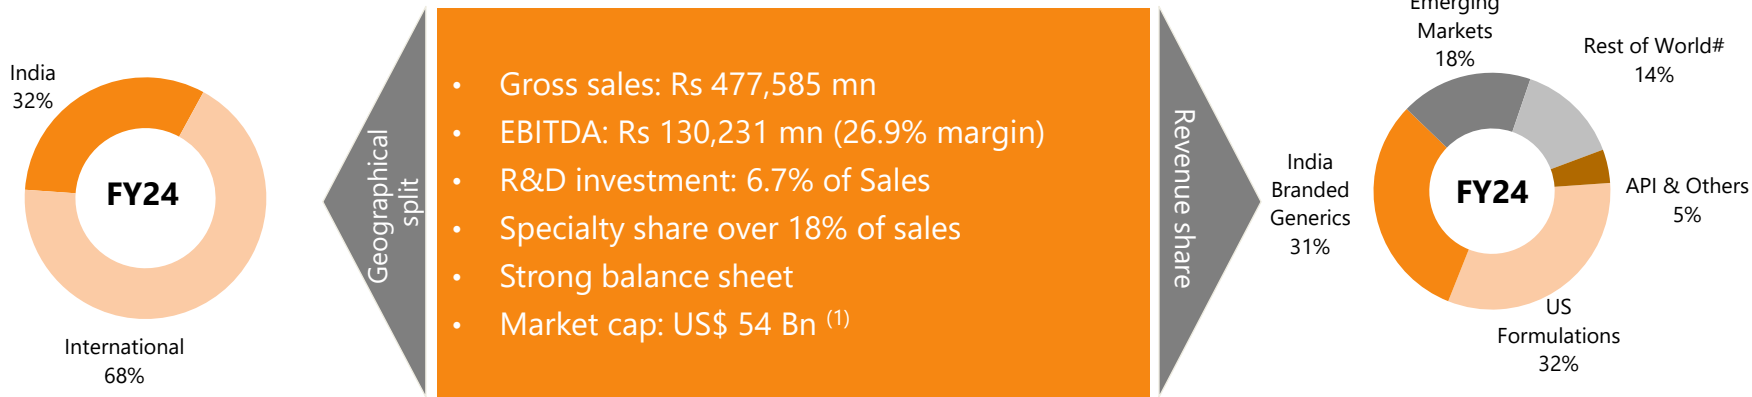 India
32%
FY24
International
68%
Geographical
split
• Gross sales: Rs 477,585 mn
• EBITDA: Rs 130,231 mn (26.9% margin)
• R&D investment: 6.7% of Sales
• Specialty share over 18% of sales
• Strong balance sheet
• Market cap: US$ 54 Bn (1)
Revenue share
Emerging
Markets
18%
Rest of World#
14%
India
Branded
Generics
31%
FY24
API & Others
5%
US
Formulations
32%